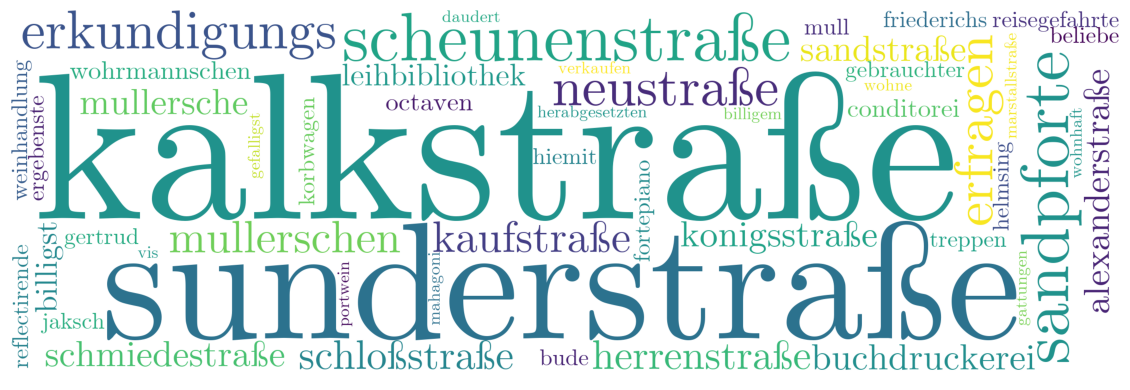 daudert
erkundigungs
scheunenstraße
mull
friederichs
reisegefahrte
beliebe
sandstraße
weinhandlung
wohrmannschen
leihbibliothek
verkaufen
gebrauchter
wohne
marstallstraße
ergebenste
mullersche
octaven
neustraße
conditorei
erfragen
sandporte
alexanderstraße
gefalligst
korbwagen
kalkstraße
herabgesetzten
billigem
hiemit
helmsing
wohnhaft
fortepiano
gertrud
vis
mullerschen
kaufstraße
konigsstraße
treppen
billigst
reflectirende
jaksch
sunderstraße
portwein
mahagoni
gattungen
schmiedestraße
schloßstraße
bude
herrenstraße
buchdruckerei